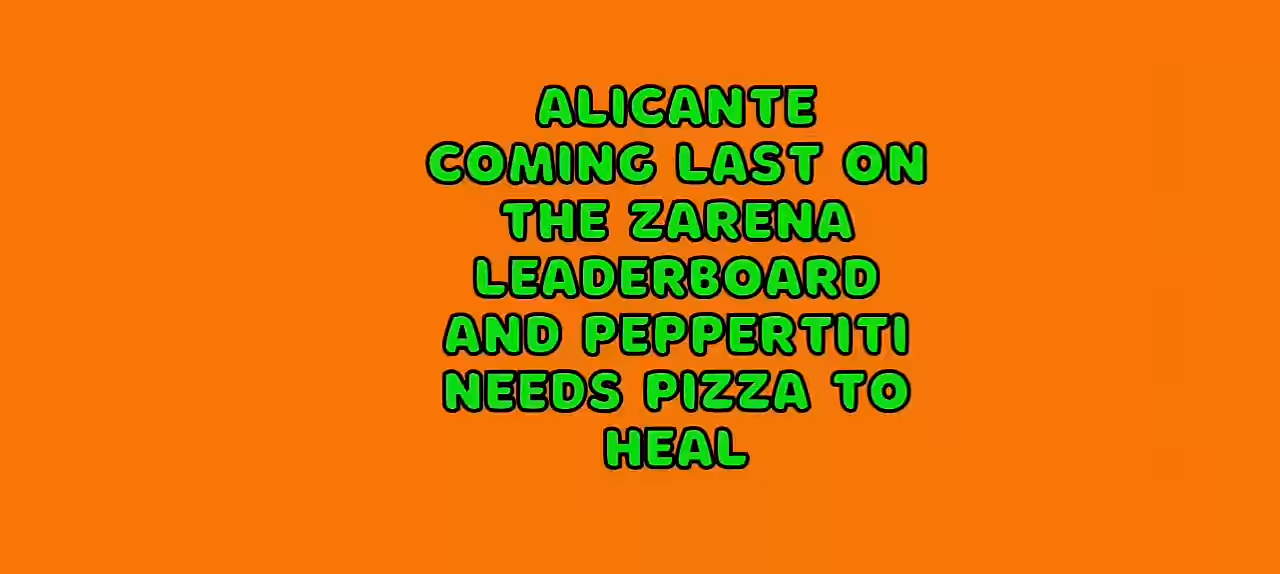 ALICANTE
COMING LAST ON
THE ZARENA
LEADERBOARD
AND PEPPERTITI
NEEDS PIZZA TO
HEAL